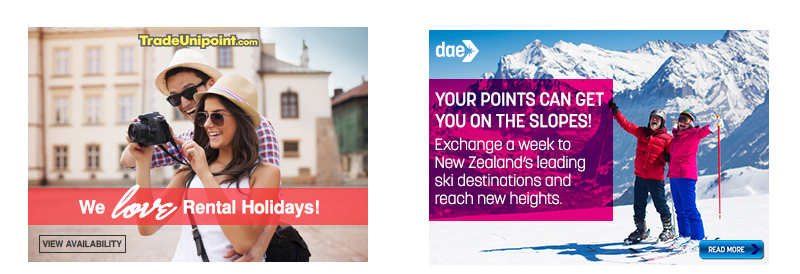 TradeUnipoint.com
We love Rental Holidays!
VIEW AVAILABILITY
dae
YOUR POINTS CAN GET
YOU ON THE SLOPES!
Exchange a week to
New Zealand's leading
ski destinations and
reach new heights.
READ MORE